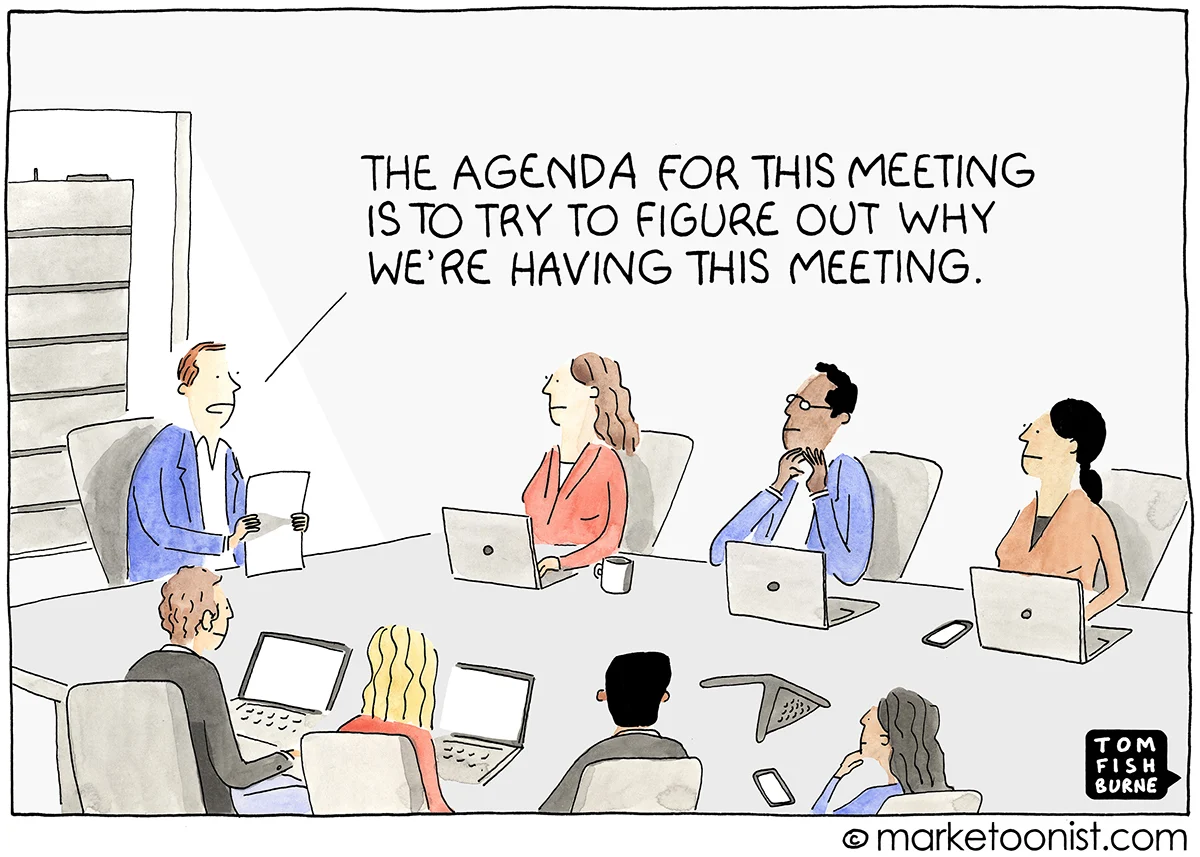 THE AGENDA FOR THIS MEETING
IS TO TRY TO FIGURE OUT WHY
WE'RE HAVING THIS MEETING.
TOM
FISH
BURNE
© marketoonist.com